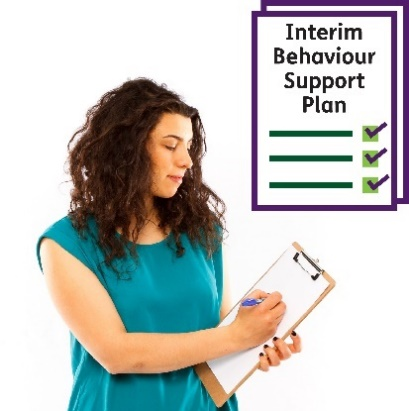 Interim
Behaviour
Support
Plan